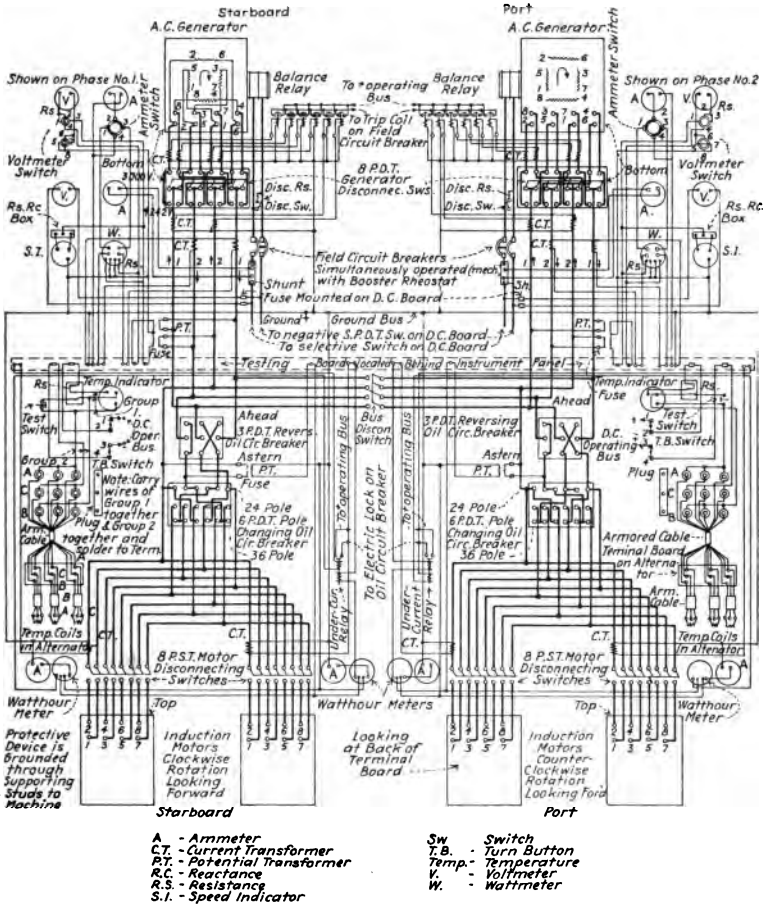 Starboard
A.C. Generator
Port
A.C. Generator
Shown on Phase No.1.
Ammeter Switch
Balance Relay
To + operating Bus
Balance Relay
Ammeter Switch
Shown on Phase No.2
To Trip Coil on Field Circuit Breaker
Rs.
Voltmeter Switch
Bottom
C.T.
8 P.D.T. Generator Disconnec. Sws.
C.T.
Bottom
Voltmeter Switch
Rs. Rc. Box
4242 V.
Disc. Rs.
Disc. Sw.
Disc. Rs.
Disc. Sw.
Rs. Rc. Box
S.I.
W.
Rs.
C.T.
Field Circuit Breakers
Simultaneously operated (mech.) with Booster Rheostat
C.T.
W.
Rs.
S.I.
Shunt
Fuse Mounted on D.C. Board
Sh.
Ground +
Ground Bus
P.T.
Fuse
To negative S.P.D.T. Sw. on D.C. Board
To selective Switch on D.C. Board
P.T.
Testing Boards Located Behind Instrument Panel
Rs.
Temp. Indicator
Group 1.
Test Switch
D.C. Oper. Bus
Group 2
T.B. Switch
Ahead
3 P.D.T. Revers. Oil Cir. Breaker
Astern
P.T.
Fuse
Bus Discon. Switch
To operating Bus
To Electric Lock on Oil Circuit Breaker
To operating Bus
Ahead
3 P.D.T. Reversing Oil Circ. Breaker
Astern
P.T.
Temp. Indicator
Fuse
Rs.
Test Switch
D.C. Operating Bus
T.B. Switch
Plug
A
C
B
Note: Carry wires of Group 1 together & Group 2 together and solder to Term.
Plug
Arm. Cable
A
C
B
24 Pole
6 P.D.T. Pole Changing Oil Cir. Breaker
36 Pole
24 Pole
6 P.D.T. Pole Changing Oil Circ. Breaker
36 Pole
Armored Cable
Teminal Board on Alternator
Arm. Cable
Under-Cur. Relay
Under-Current Relay
C.T.
C.T.
C.T.
Temp. Coils in Alternator
8 P.S.T. Motor Disconnecting Switches
8 P.S.T. Motor Disconnecting Switches
Temp. Coils in Altenator
Watthour Meter
Top
Watthour Meters
Top
Watthour Meter
Protective Device is Grounded through Supporting Studs to Machine
Induction Motors Clockwise Rotation Looking Forward
Looking at Back of Terminal Board
Induction Motors Counter-Clockwise Rotation Looking Ford
Starboard
Port
A - Ammeter
C.T. - Current Transformer
P.T. - Potential Transformer
R.C. - Reactance
R.S. - Resistance
S.I. - Speed Indicator
Sw Switch
T.B. - Turn Button
Temp. - Temperature
V. - Voltmeter
W. - Wattmeter